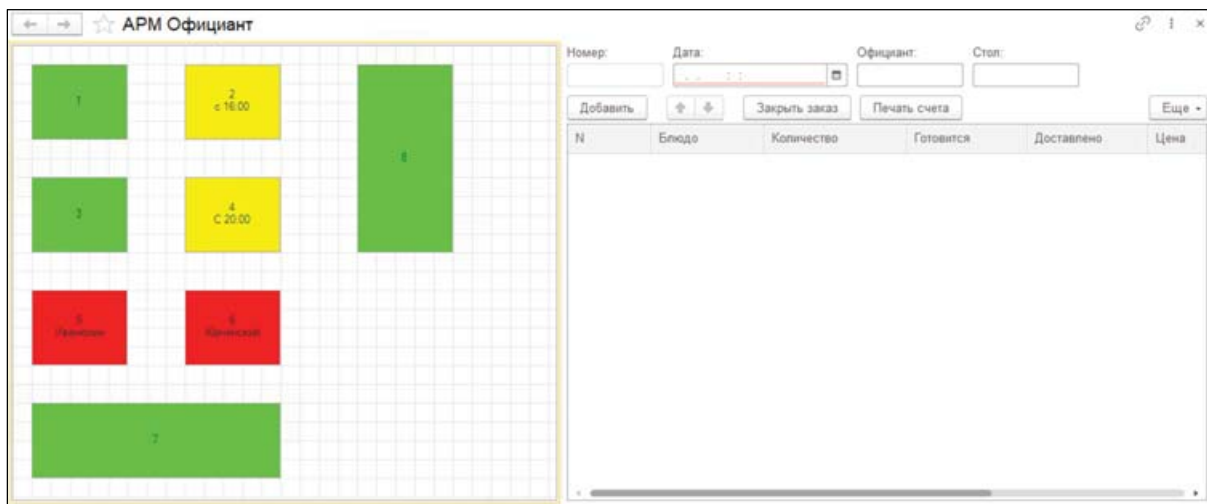 АРМ Официант
Номер: Дата: Официант: Стол:
. . : :
Добавить Закрыть заказ Печать счета Еще
N Блюдо Количество Готовится Доставлено Цена
1
2
с 16:00
8
3
4
С 20:00
5
6
7